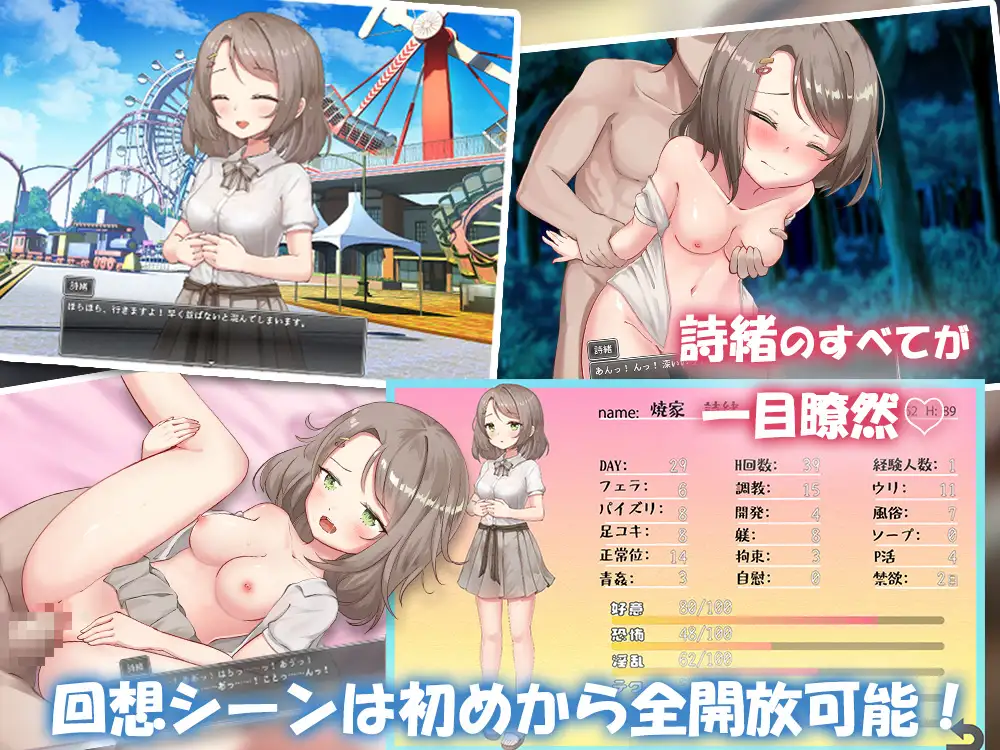 詩緒
ほらほら、行きますよ！早く並ばないと混んでしまいます。
詩緒
あんっ！んっ！
詩緒のすべてが
一目瞭然♡
name: 焼家
H: 89
DAY: 29
H回数: 39
経験人数: 1
フェラ: 6
調教: 15
ウリ: 11
パイズリ: 8
開発: 4
風俗: 7
足コキ: 8
躾: 8
ソープ: 0
正常位: 14
拘束: 3
P活 4
青姦: 3
自慰: 0
禁欲: 2日
好意 80/100
恐怖 48/100
淫乱 62/100
回想シーンは初めから全開放可能！